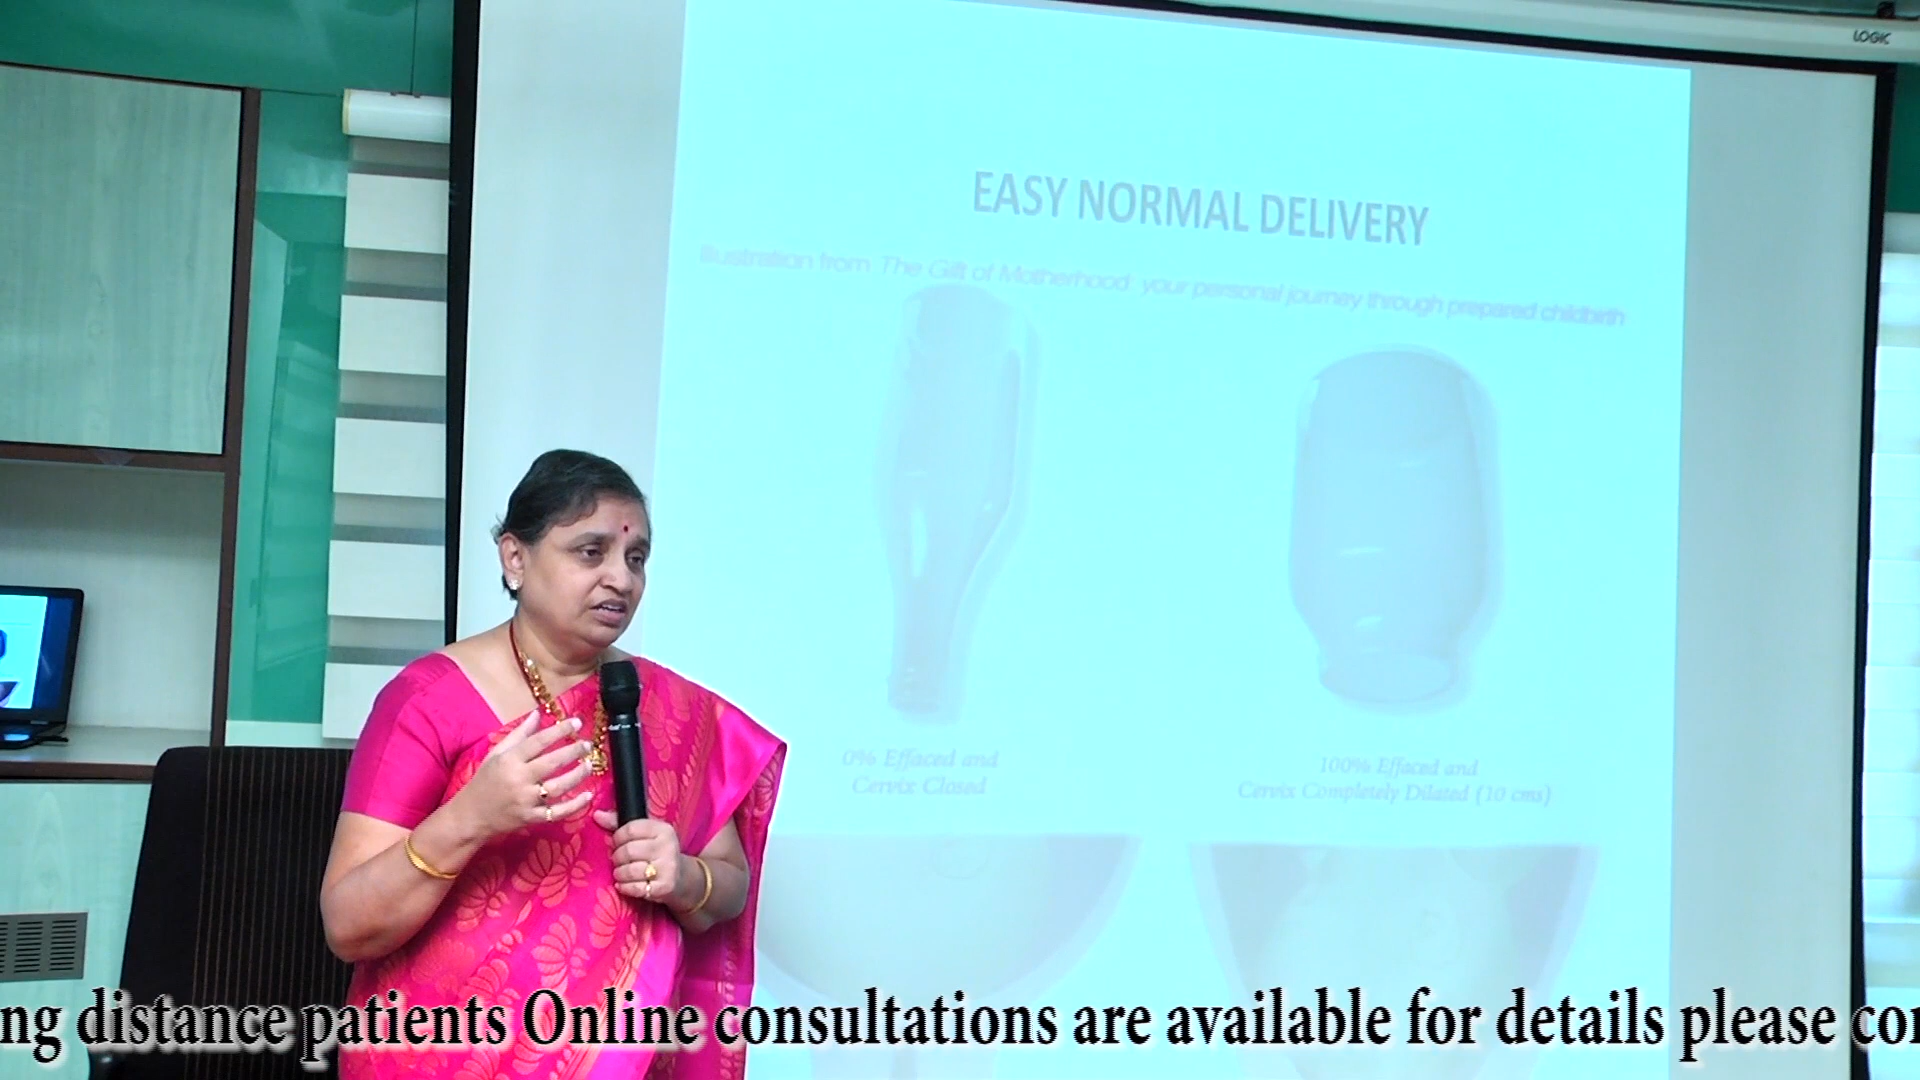 LOGIC
EASY NORMAL DELIVERY
Illustration from The Gift of Motherhood your personal journey through prepared childbirth
0% Effaced and
Cervix Closed
100% Effaced and
Cervix Completely Dilated (10 cms)
ng distance patients Online consultations are available for details please con